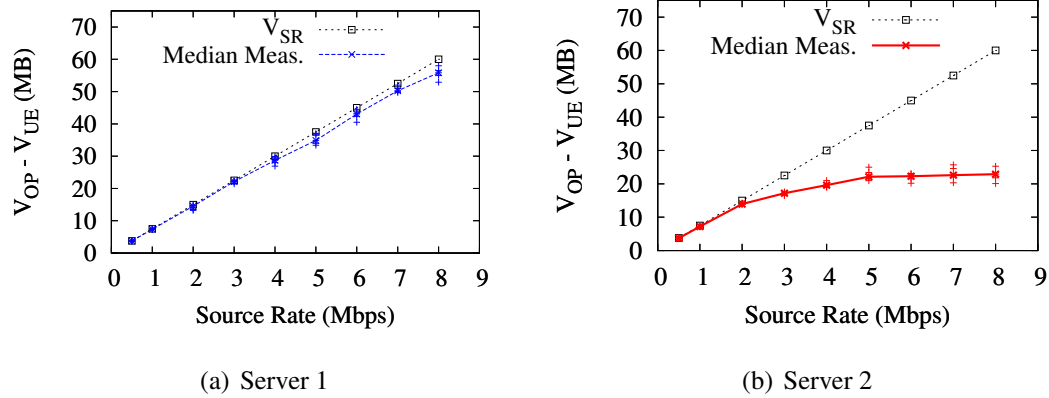 V_OP - V_UE (MB)
70
60
50
40
30
20
10
0
V_SR
Median Meas.
0 1 2 3 4 5 6 7 8 9
Source Rate (Mbps)
(a) Server 1
V_OP - V_UE (MB)
70
60
50
40
30
20
10
0
V_SR
Median Meas.
0 1 2 3 4 5 6 7 8 9
Source Rate (Mbps)
(b) Server 2